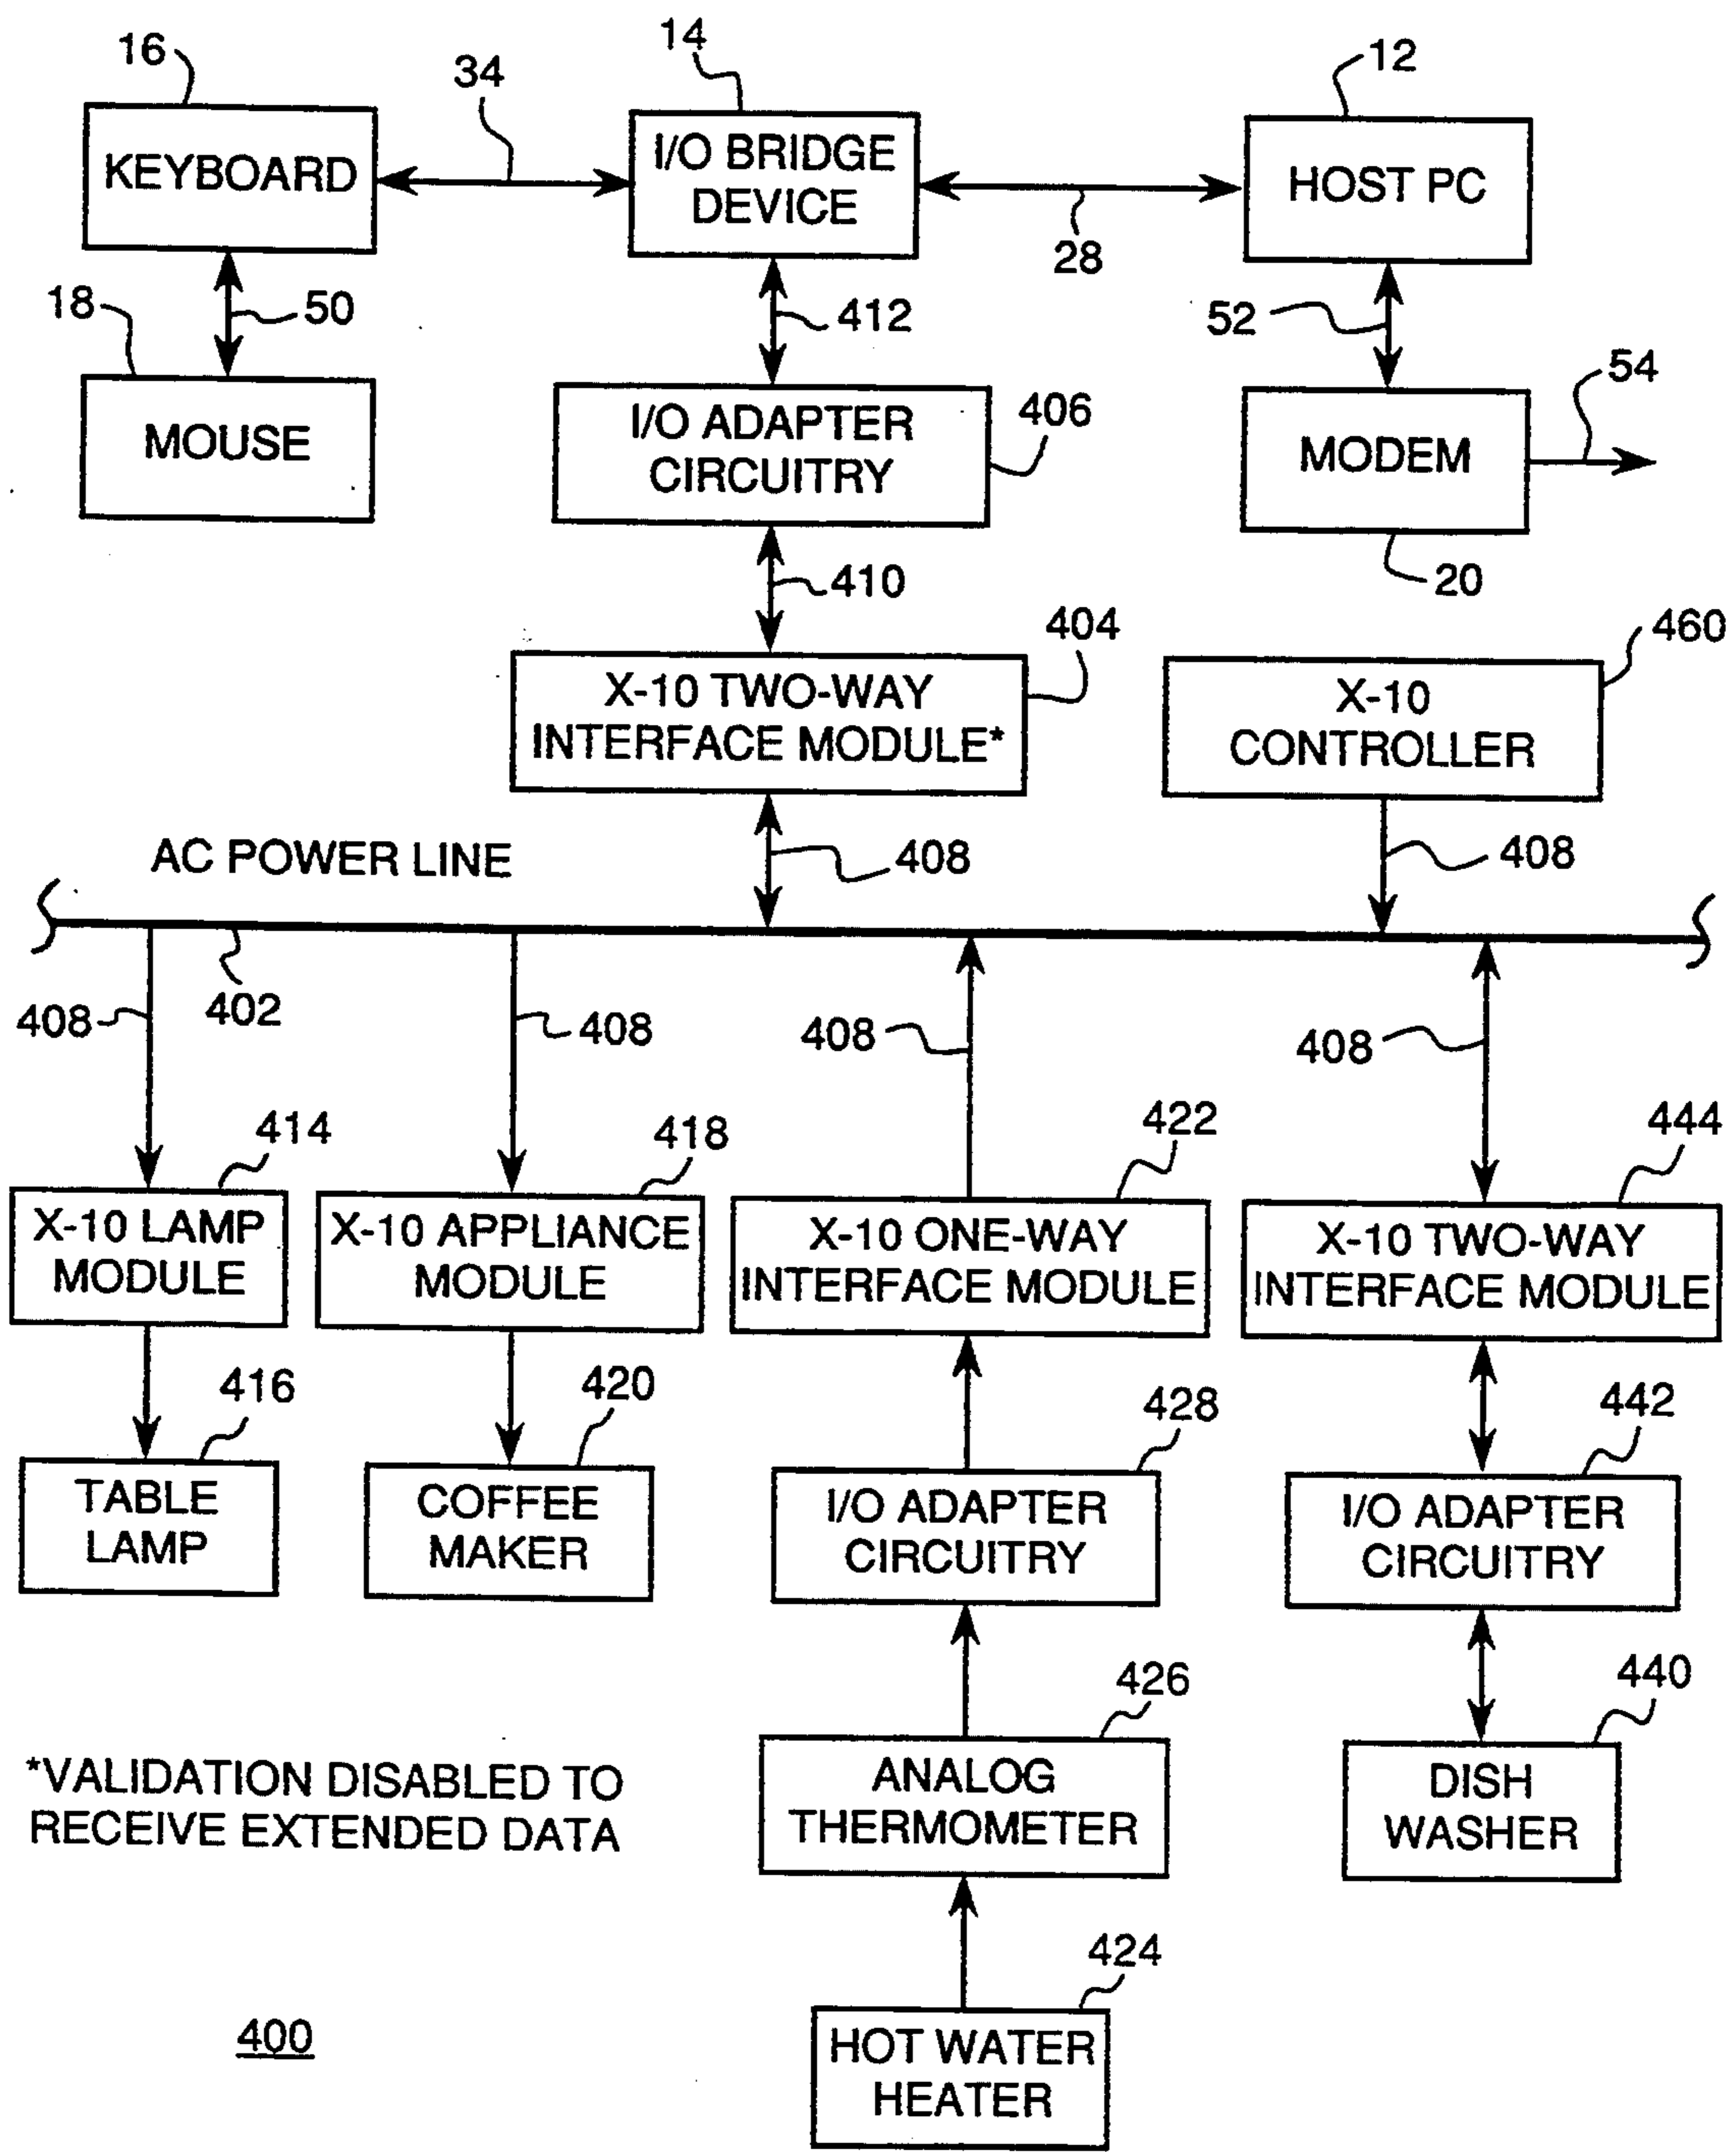 16
34
14
12
KEYBOARD
I/O BRIDGE
DEVICE
HOST PC
28
18
50
412
52
54
MOUSE
I/O ADAPTER
CIRCUITRY
406
MODEM
410
20
404
460
X-10 TWO-WAY
INTERFACE MODULE*
X-10
CONTROLLER
AC POWER LINE
408
408
408
402
408
408
408
414
418
422
444
X-10 LAMP
MODULE
X-10 APPLIANCE
MODULE
X-10 ONE-WAY
INTERFACE MODULE
X-10 TWO-WAY
INTERFACE MODULE
416
420
428
442
TABLE
LAMP
COFFEE
MAKER
I/O ADAPTER
CIRCUITRY
I/O ADAPTER
CIRCUITRY
426
440
*VALIDATION DISABLED TO
RECEIVE EXTENDED DATA
ANALOG
THERMOMETER
DISH
WASHER
424
400
HOT WATER
HEATER